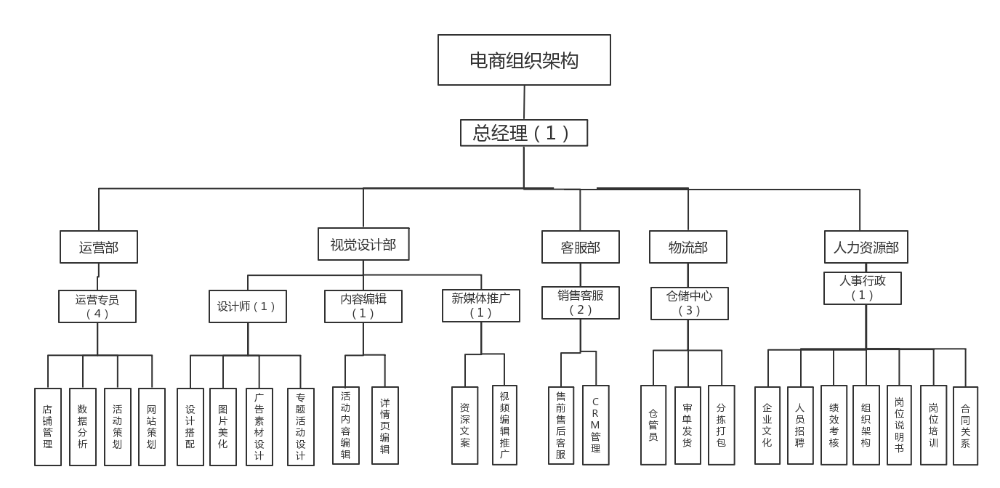 电商组织架构
总经理（1）
运营部
视觉设计部
客服部
物流部
人力资源部
运营专员
（4）
设计师（1）
内容编辑
（1）
新媒体推广
（1）
销售客服
（2）
仓储中心
（3）
人事行政
（1）
店铺管理
数据分析
活动策划
网站策划
设计搭配
图片美化
广告素材设计
专题活动设计
活动内容编辑
详情页编辑
资深文案
视频编辑推广
售前售后客服
CRM管理
仓管员
审单发货
分拣打包
企业文化
人员招聘
绩效考核
组织架构
岗位说明书
岗位培训
合同关系